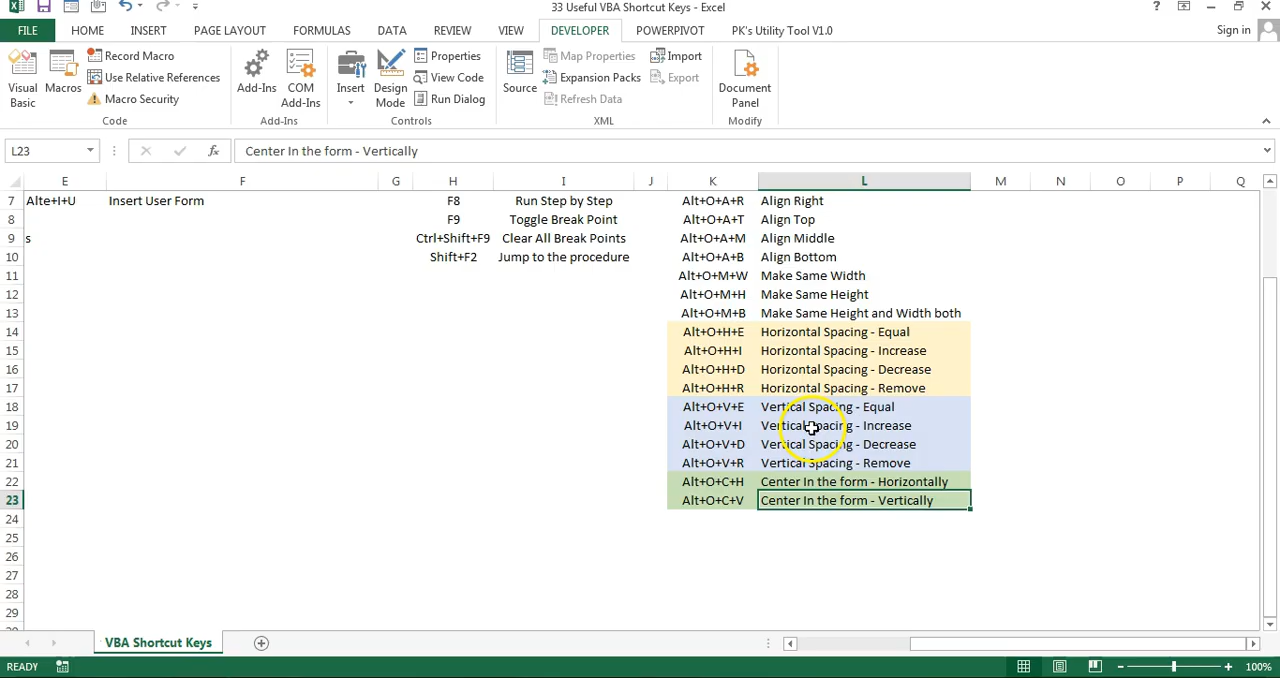 33 Useful VBA Shortcut Keys - Excel
?
FILE HOME INSERT PAGE LAYOUT FORMULAS DATA REVIEW VIEW DEVELOPER POWERPIVOT PK's Utility Tool V1.0 Sign in
Visual Basic
Macros
Record Macro
Use Relative References
Macro Security
Code
Add-Ins
COM Add-Ins
Add-Ins
Insert
Design Mode
Properties
View Code
Run Dialog
Controls
Source
Map Properties
Expansion Packs
Refresh Data
Import
Export
XML
Document Panel
Modify
L23 fx Center In the form - Vertically
E F G H I J K L M N O P Q
7 Alte+I+U Insert User Form F8 Run Step by Step Alt+O+A+R Align Right
8 F9 Toggle Break Point Alt+O+A+T Align Top
9 s Ctrl+Shift+F9 Clear All Break Points Alt+O+A+M Align Middle
10 Shift+F2 Jump to the procedure Alt+O+A+B Align Bottom
11 Alt+O+M+W Make Same Width
12 Alt+O+M+H Make Same Height
13 Alt+O+M+B Make Same Height and Width both
14 Alt+O+H+E Horizontal Spacing - Equal
15 Alt+O+H+I Horizontal Spacing - Increase
16 Alt+O+H+D Horizontal Spacing - Decrease
17 Alt+O+H+R Horizontal Spacing - Remove
18 Alt+O+V+E Vertical Spacing - Equal
19 Alt+O+V+I Vertical Spacing - Increase
20 Alt+O+V+D Vertical Spacing - Decrease
21 Alt+O+V+R Vertical Spacing - Remove
22 Alt+O+C+H Center In the form - Horizontally
23 Alt+O+C+V Center In the form - Vertically
24
25
26
27
28
29
VBA Shortcut Keys
READY 100%